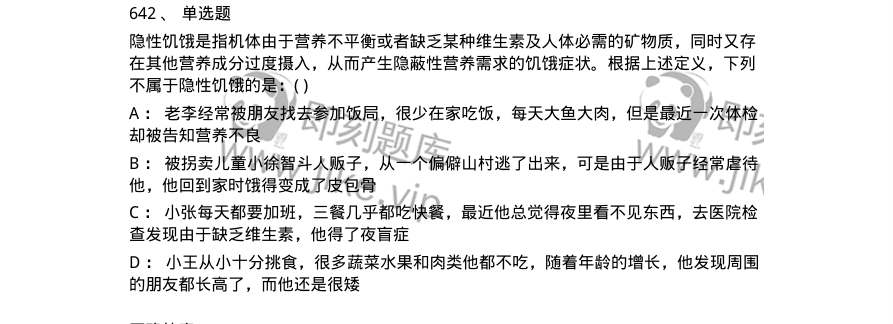 642 、 单选题
隐性饥饿是指机体由于营养不平衡或者缺乏某种维生素及人体必需的矿物质，同时又存
在其他营养成分过度摄入，从而产生隐蔽性营养需求的饥饿症状。根据上述定义，下列
不属于隐性饥饿的是：( )
A ： 老李经常被朋友找去参加饭局，很少在家吃饭，每天大鱼大肉，但是最近一次体检
却被告知营养不良
B ： 被拐卖儿童小徐智斗人贩子，从一个偏僻山村逃了出来，可是由于人贩子经常虐待
他，他回到家时饿得变成了皮包骨
C ： 小张每天都要加班，三餐几乎都吃快餐，最近他总觉得夜里看不见东西，去医院检
查发现由于缺乏维生素，他得了夜盲症
D ： 小王从小十分挑食，很多蔬菜水果和肉类他都不吃，随着年龄的增长，他发现周围
的朋友都长高了，而他还是很矮
即刻题库
www.jike.vip
即刻
www.jik